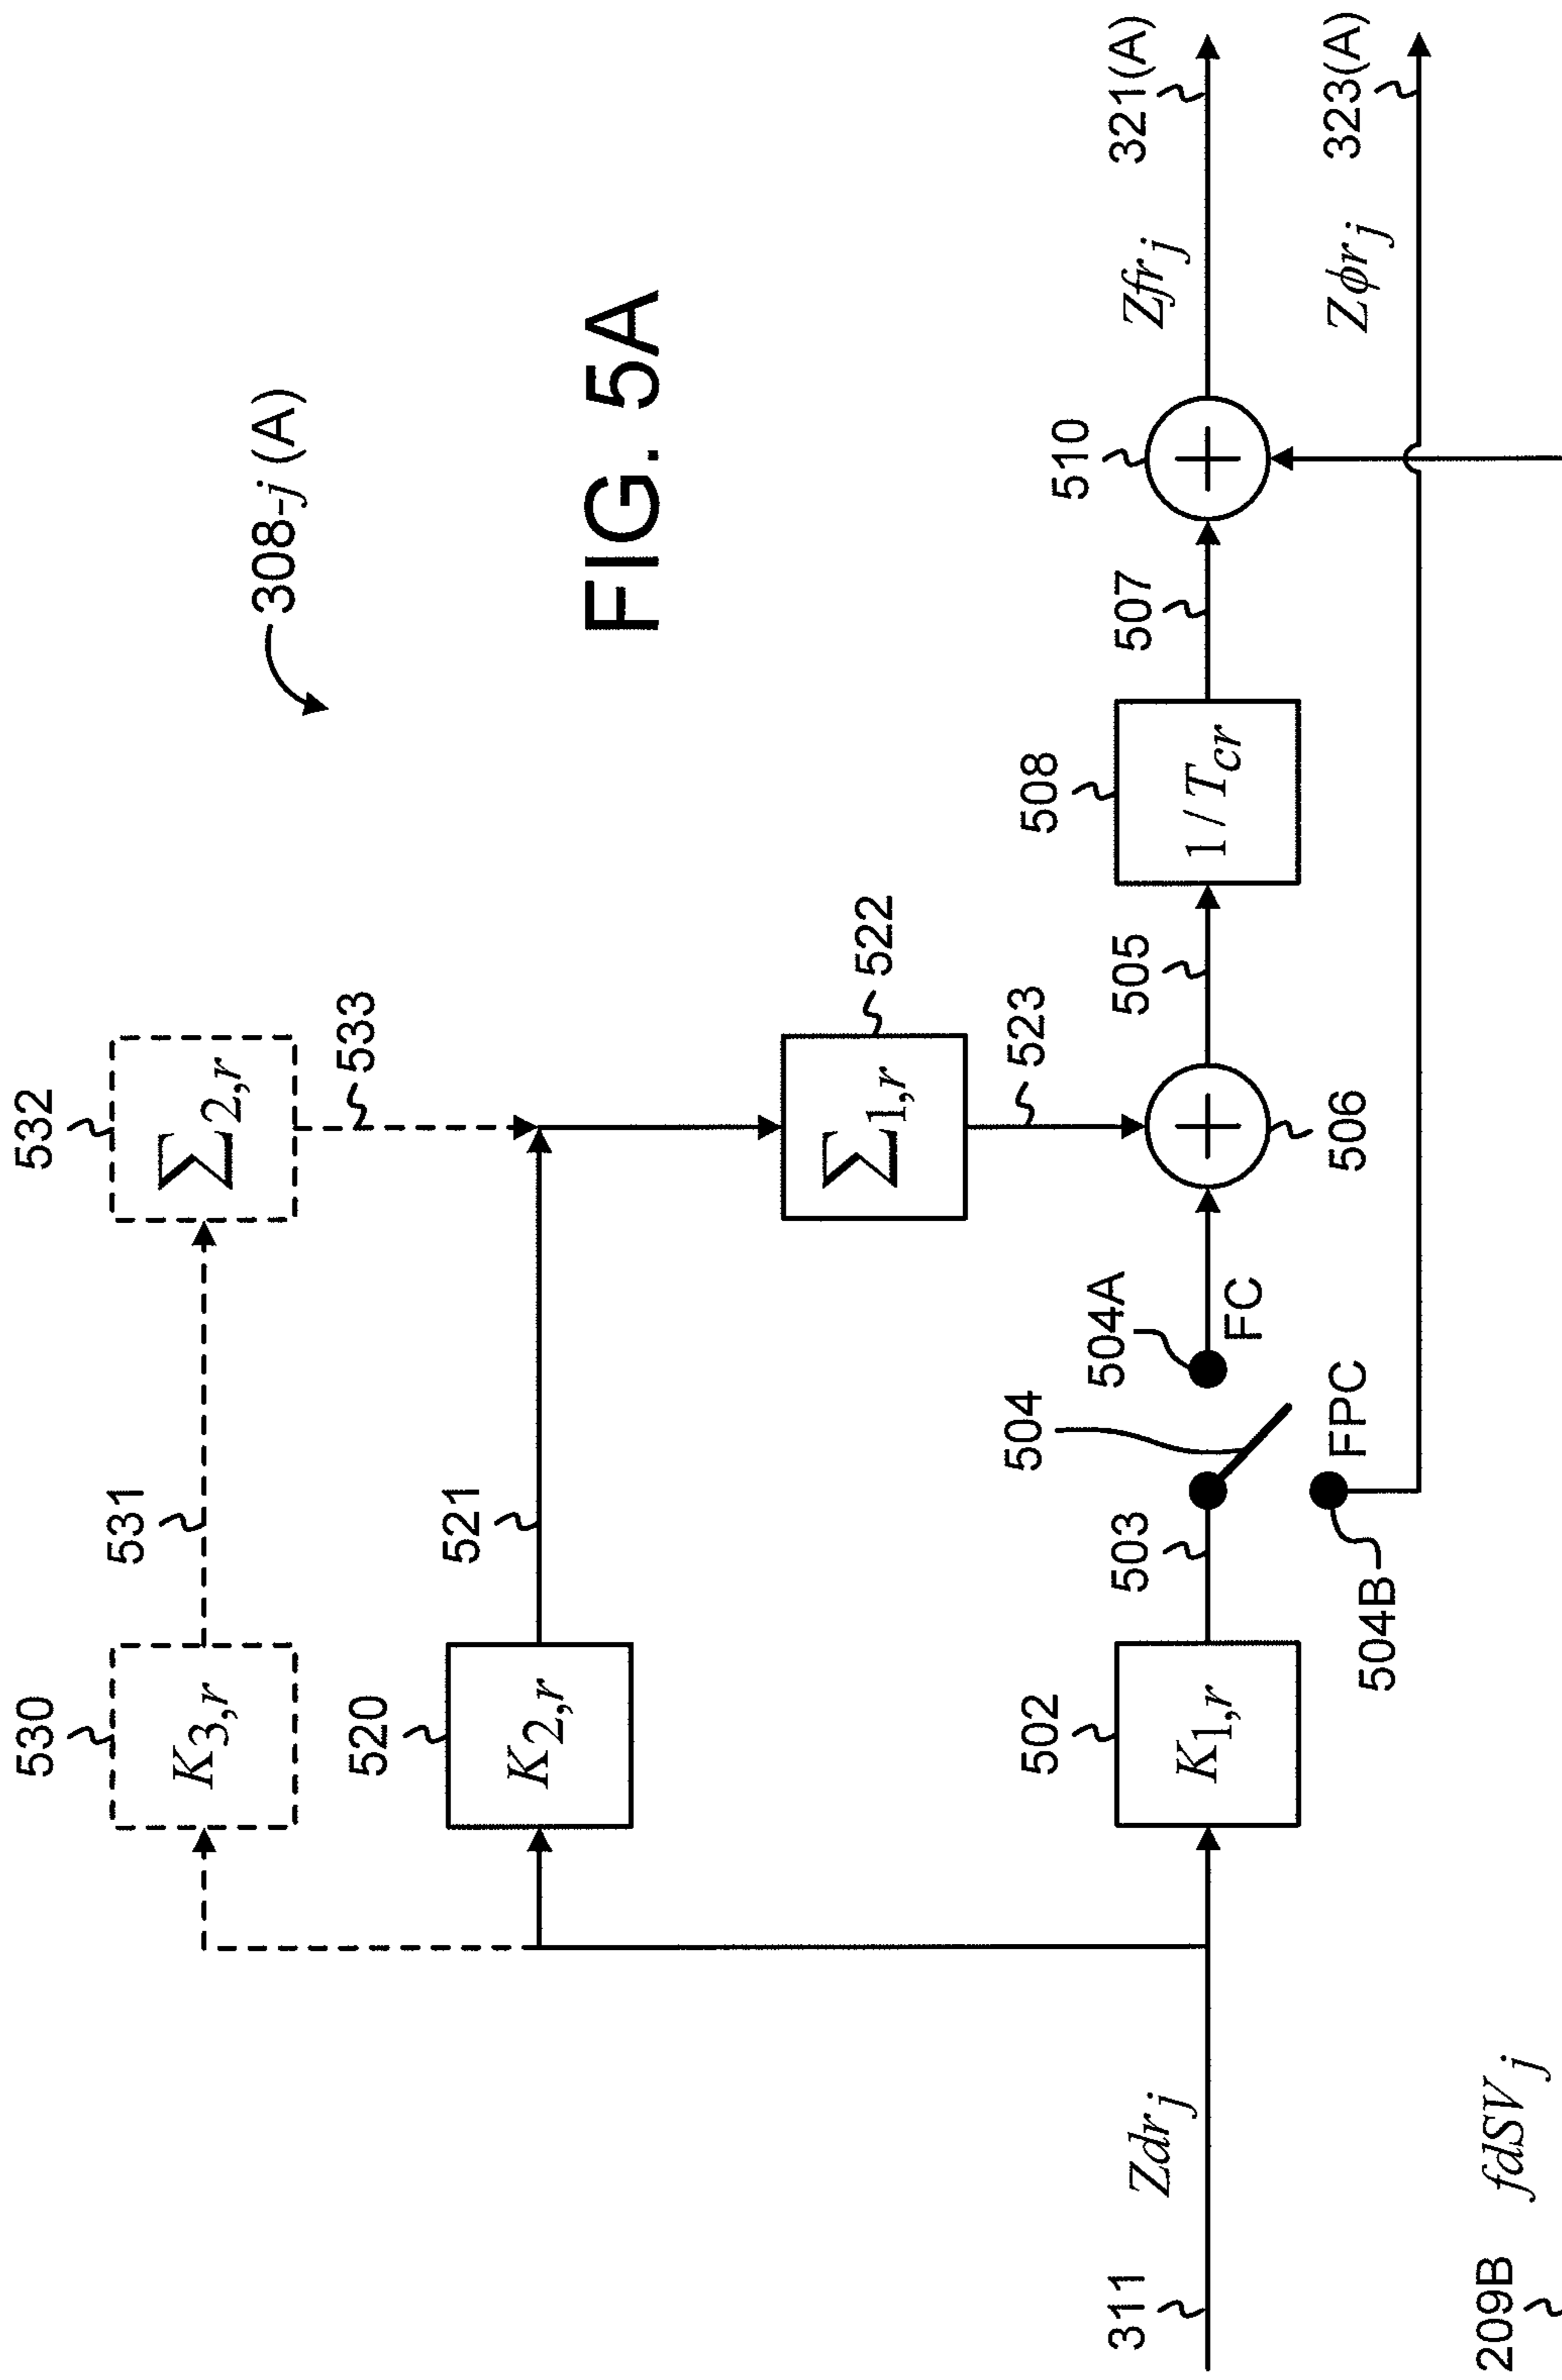 308-j (A)
FIG. 5A
530
K3,r
531
532
∑2,r
533
520
K2,r
521
∑1,r
522
523
311
Zdrj
502
K1,r
503
504
504A
FC
504B
FPC
506
505
508
1 / Tcr
507
510
Zfrj
321(A)
Zϕrj
323(A)
209B
fdSVj